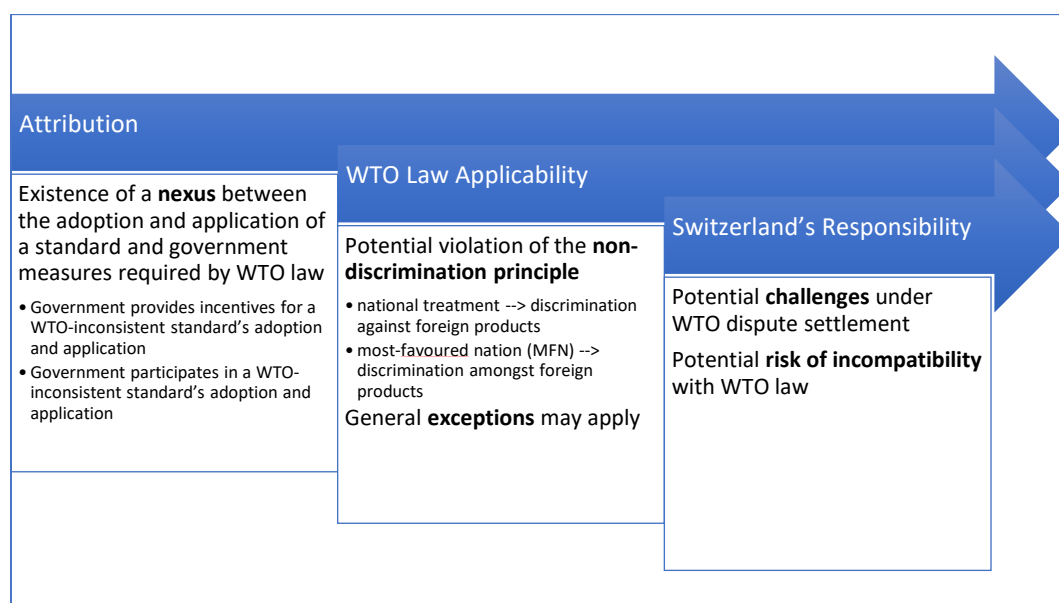 Attribution
Existence of a nexus between
the adoption and application of
a standard and government
measures required by WTO law
• Government provides incentives for a
WTO-inconsistent standard's adoption
and application
• Government participates in a WTO-
inconsistent standard's adoption and
application
WTO Law Applicability
Potential violation of the non-
discrimination principle
• national treatment --> discrimination
against foreign products
• most-favoured nation (MFN) -->
discrimination amongst foreign
products
General exceptions may apply
Switzerland's Responsibility
Potential challenges under
WTO dispute settlement
Potential risk of incompatibility
with WTO law